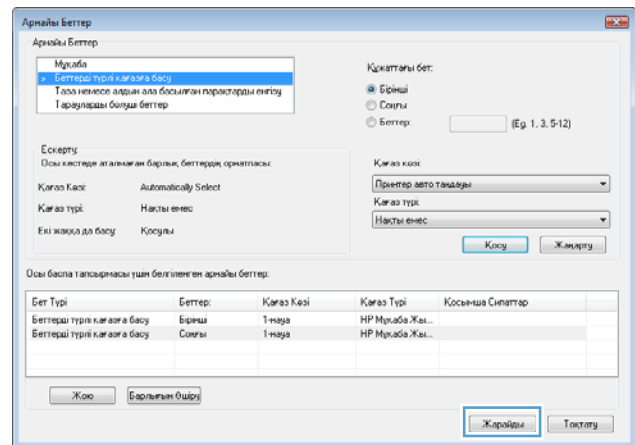 Арнайы Беттер
Арнайы Беттер
Мұқаба
> Беттерді түрлі қағазға басу
Таза немесе алдын ала басылған парақтарды енгізу
Тарауларды бөлуші беттер
Құжаттағы бет:
Бірінші
Соңғы
Беттер: (Eg. 1, 3, 5-12)
Ескерту:
Осы кестеде аталмаған барлық беттердің орнатпасы:
Қағаз Көзі: Automatically Select
Қағаз түрі: Нақты емес
Екі жаққа да басу: Қосулы
Қағаз көзі:
Принтер авто таңдауы
Қағаз түрі:
Нақты емес
Қосу Жаңарту
Осы баспа тапсырмасы үшін белгіленген арнайы беттер:
Бет Түрі Беттер: Қағаз Көзі Қағаз Түрі Қосымша Сипаттар
Беттерді түрлі қағазға басу Бірінші 1-науа HP Мұқаба Жы...
Беттерді түрлі қағазға басу Соңғы 1-науа HP Мұқаба Жы...
Жою Барлығын Өшіру
Жарайды Тоқтату